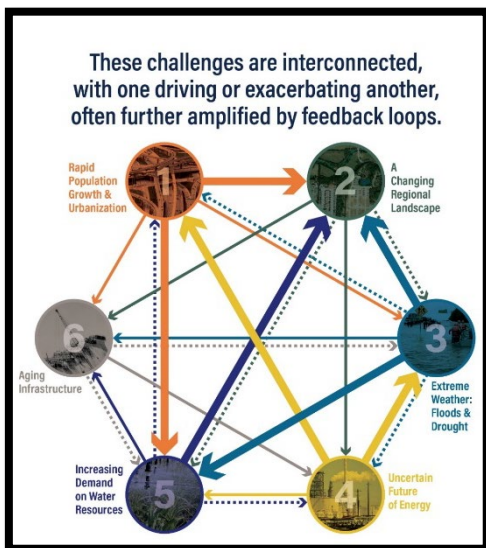 These challenges are interconnected,
with one driving or exacerbating another,
often further amplified by feedback loops.
Rapid
Population
Growth &
Urbanization
1
2
A
Changing
Regional
Landscape
6
3
Aging
Infrastructure
Extreme
Weather:
Floods &
Drought
Increasing
Demand
on Water
Resources
5
4
Uncertain
Future
of Energy